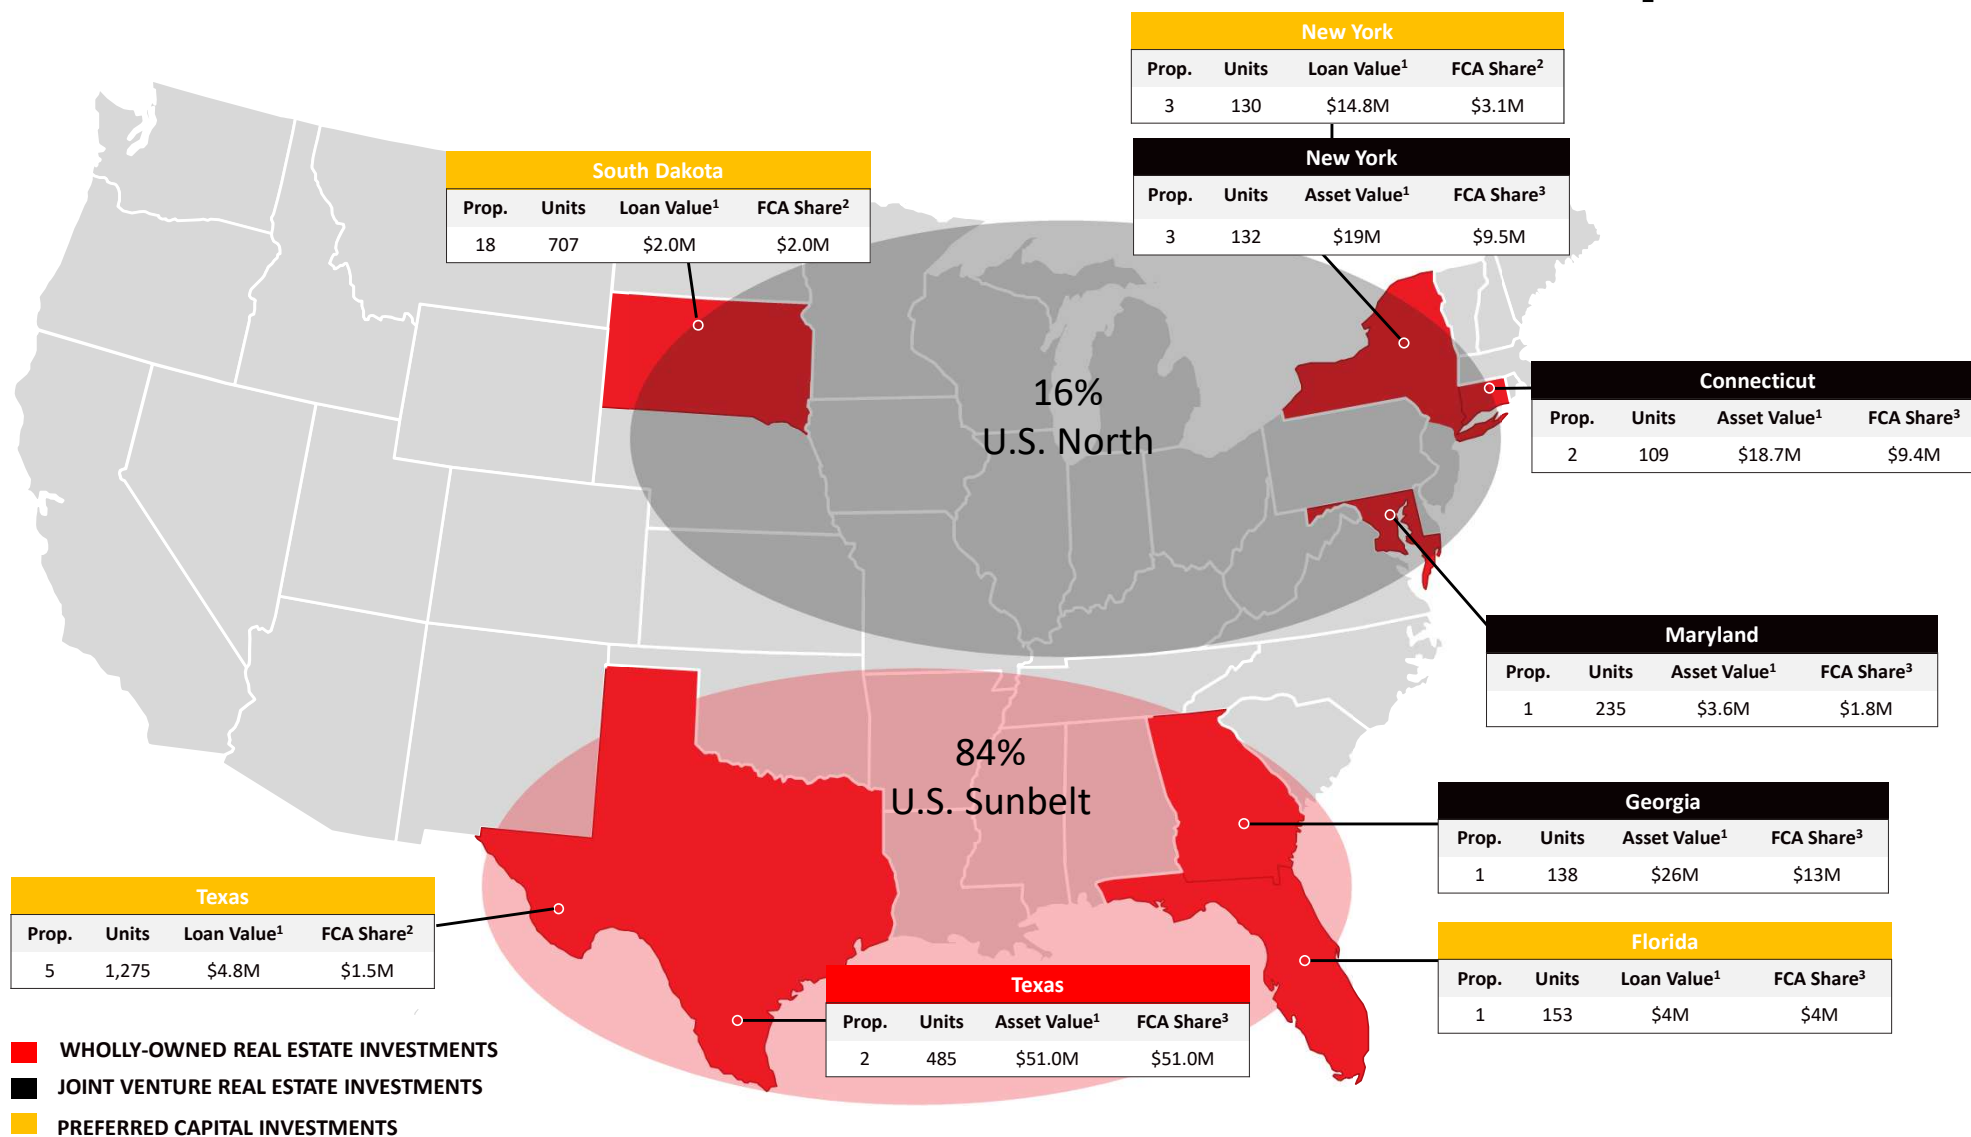 New York
Prop. Units Loan Value¹ FCA Share²
3 130 $14.8M $3.1M
New York
Prop. Units Asset Value¹ FCA Share³
3 132 $19M $9.5M
South Dakota
Prop. Units Loan Value¹ FCA Share²
18 707 $2.0M $2.0M
16%
U.S. North
Connecticut
Prop. Units Asset Value¹ FCA Share³
2 109 $18.7M $9.4M
Maryland
Prop. Units Asset Value¹ FCA Share³
1 235 $3.6M $1.8M
84%
U.S. Sunbelt
Georgia
Prop. Units Asset Value¹ FCA Share³
1 138 $26M $13M
Texas
Prop. Units Loan Value¹ FCA Share²
5 1,275 $4.8M $1.5M
Florida
Prop. Units Loan Value¹ FCA Share³
1 153 $4M $4M
Texas
Prop. Units Asset Value¹ FCA Share³
2 485 $51.0M $51.0M
WHOLLY-OWNED REAL ESTATE INVESTMENTS
JOINT VENTURE REAL ESTATE INVESTMENTS
PREFERRED CAPITAL INVESTMENTS